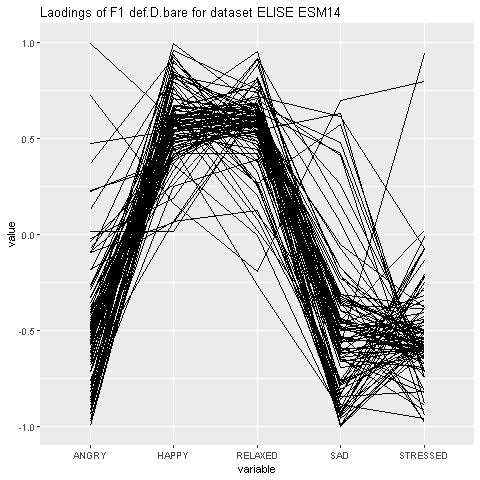 Laodings of F1 def.D.bare for dataset ELISE ESM14
1.0
0.5
0.0
-0.5
-1.0
value
ANGRY HAPPY RELAXED SAD STRESSED
variable